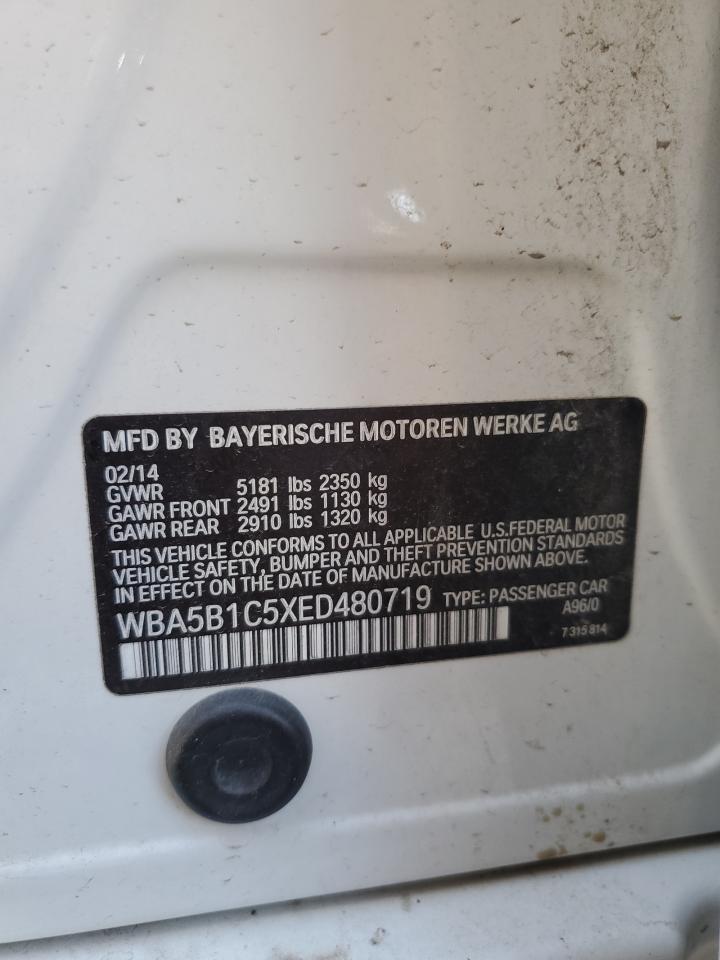 MFD BY BAYERISCHE MOTOREN WERKE AG
02/14
GVWR 5181 lbs 2350 kg
GAWR FRONT 2491 lbs 1130 kg
GAWR REAR 2910 lbs 1320 kg
THIS VEHICLE CONFORMS TO ALL APPLICABLE U.S.FEDERAL MOTOR
VEHICLE SAFETY, BUMPER AND THEFT PREVENTION STANDARDS
IN EFFECT ON THE DATE OF MANUFACTURE SHOWN ABOVE.
WBA5B1C5XED480719 TYPE: PASSENGER CAR
A96/0
7 315 814